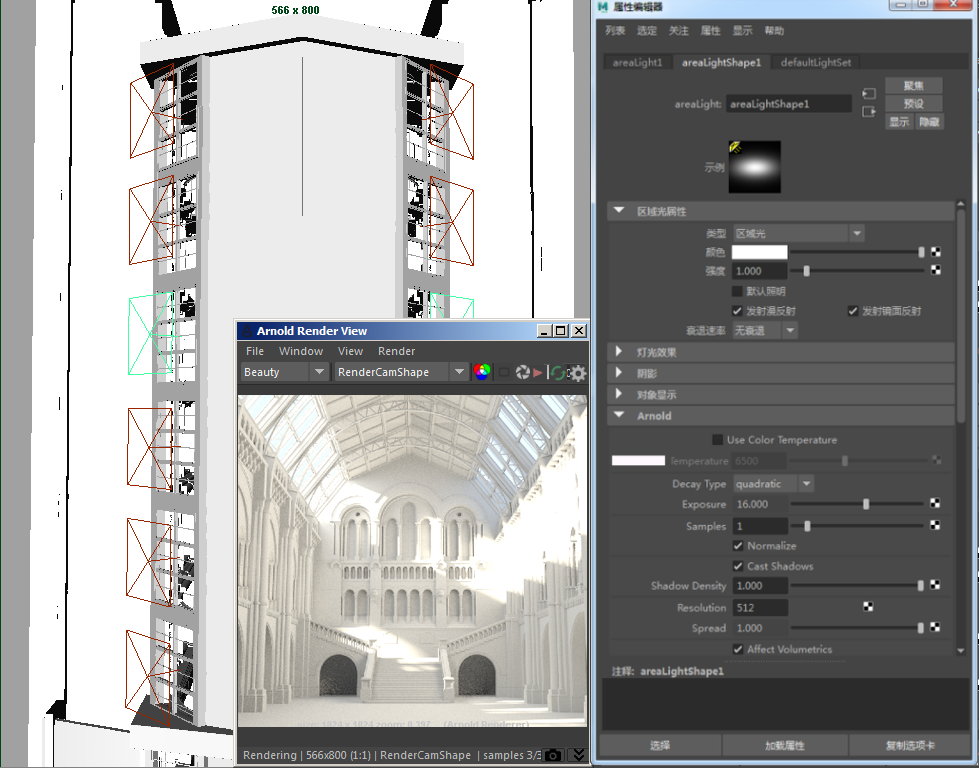 566 x 800
属性编辑器
列表 选定 关注 属性 显示 帮助
areaLight1 areaLightShape1 defaultLightSet
areaLight: areaLightShape1
聚焦
预设
显示 隐藏
示例
区域光属性
类型 区域光
颜色
强度 1.000
默认照明
发射漫反射 发射镜面反射
衰退速率 无衰退
灯光效果
阴影
对象显示
Arnold
Use Color Temperature
Temperature 6500
Decay Type quadratic
Exposure 16.000
Samples 1
Normalize
Cast Shadows
Shadow Density 1.000
Resolution 512
Spread 1.000
Affect Volumetrics
注释: areaLightShape1
选择 加载属性 复制选项卡
Arnold Render View
File Window View Render
Beauty RenderCamShape
1024 x 1024 zoom: 0.397 (Arnold Renderer)
Rendering | 566x800 (1:1) | RenderCamShape | samples 3/3